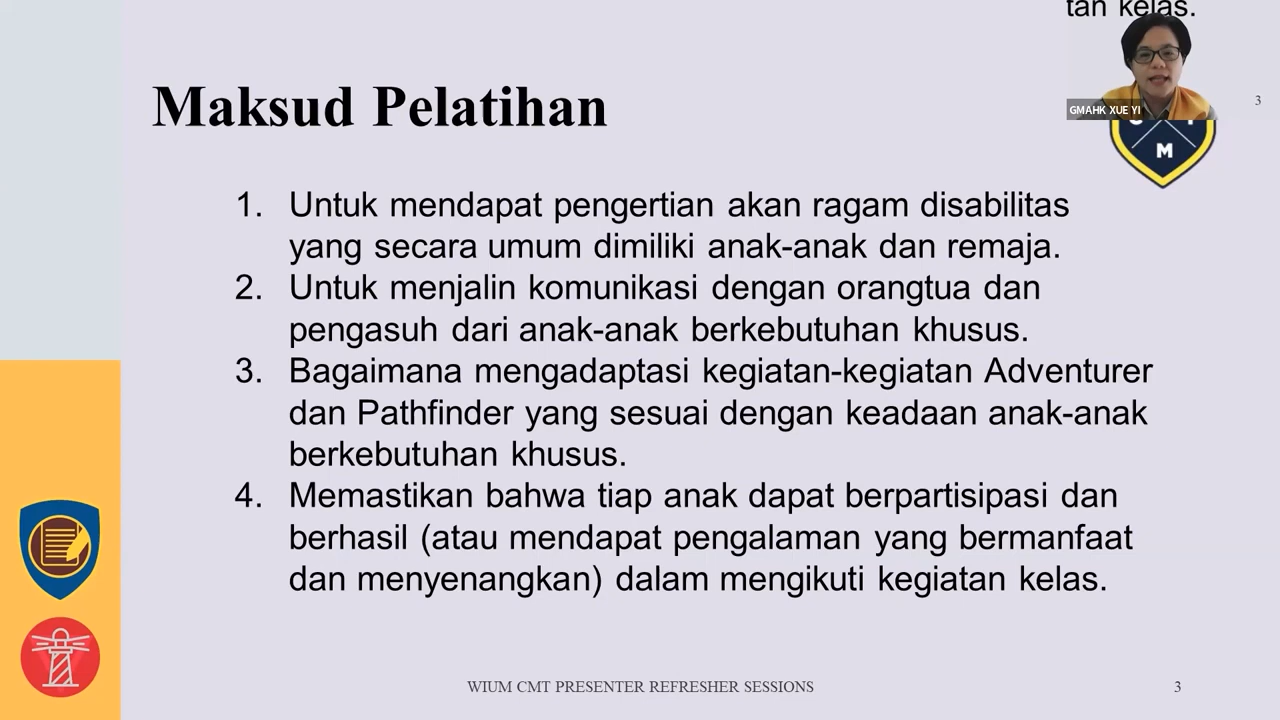 tan kelas.
Maksud Pelatihan
GMAHK XUE YI
3
M
1. Untuk mendapat pengertian akan ragam disabilitas
yang secara umum dimiliki anak-anak dan remaja.
2. Untuk menjalin komunikasi dengan orangtua dan
pengasuh dari anak-anak berkebutuhan khusus.
3. Bagaimana mengadaptasi kegiatan-kegiatan Adventurer
dan Pathfinder yang sesuai dengan keadaan anak-anak
berkebutuhan khusus.
4. Memastikan bahwa tiap anak dapat berpartisipasi dan
berhasil (atau mendapat pengalaman yang bermanfaat
dan menyenangkan) dalam mengikuti kegiatan kelas.
WIUM CMT PRESENTER REFRESHER SESSIONS
3